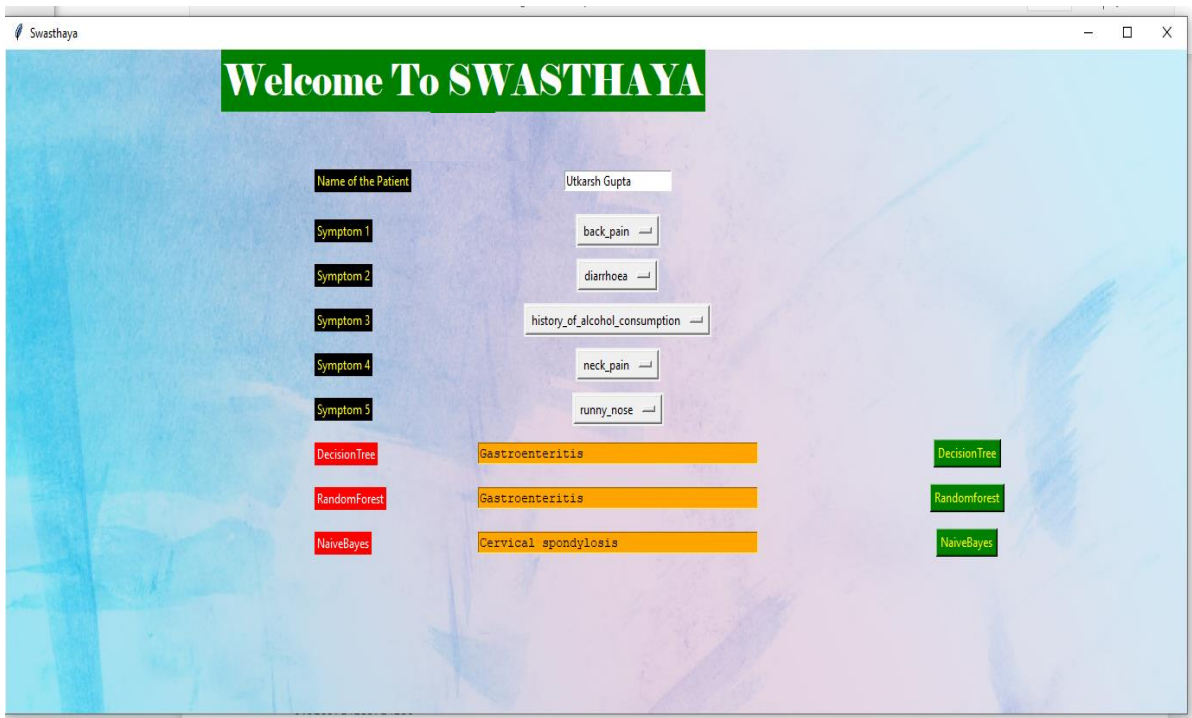 Swasthaya
Welcome To SWASTHAYA
Name of the Patient Utkarsh Gupta
Symptom 1 back_pain
Symptom 2 diarrhoea
Symptom 3 history_of_alcohol_consumption
Symptom 4 neck_pain
Symptom 5 runny_nose
DecisionTree Gastroenteritis DecisionTree
RandomForest Gastroenteritis Randomforest
NaiveBayes Cervical spondylosis NaiveBayes